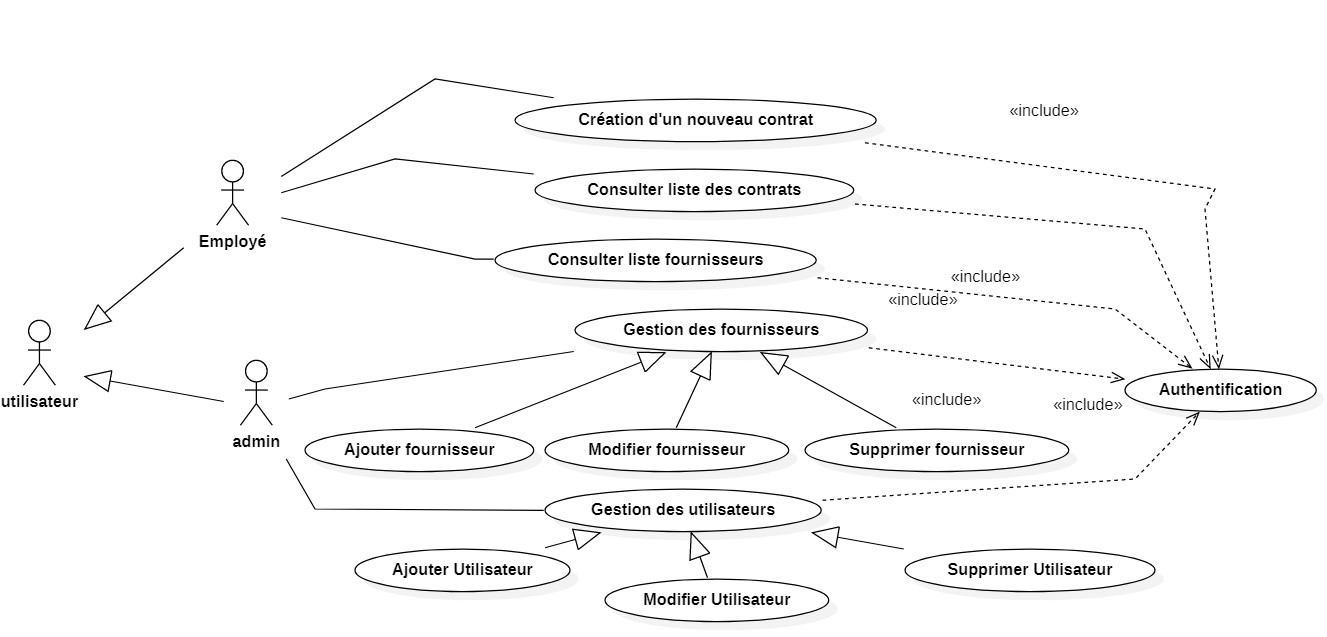 «include»
Création d'un nouveau contrat
Consulter liste des contrats
Employé
Consulter liste fournisseurs
«include»
«include»
Gestion des fournisseurs
Authentification
utilisateur
«include»
«include»
admin
Ajouter fournisseur
Modifier fournisseur
Supprimer fournisseur
Gestion des utilisateurs
Ajouter Utilisateur
Supprimer Utilisateur
Modifier Utilisateur